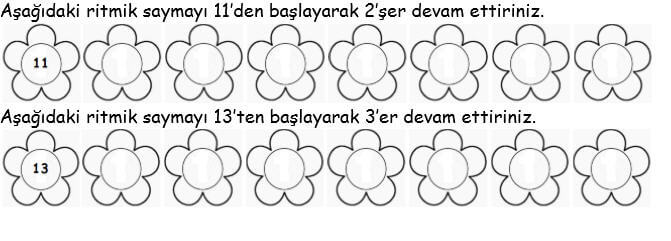 Aşağıdaki ritmik saymayı 11'den başlayarak 2'şer devam ettiriniz.
11
Aşağıdaki ritmik saymayı 13'ten başlayarak 3'er devam ettiriniz.
13